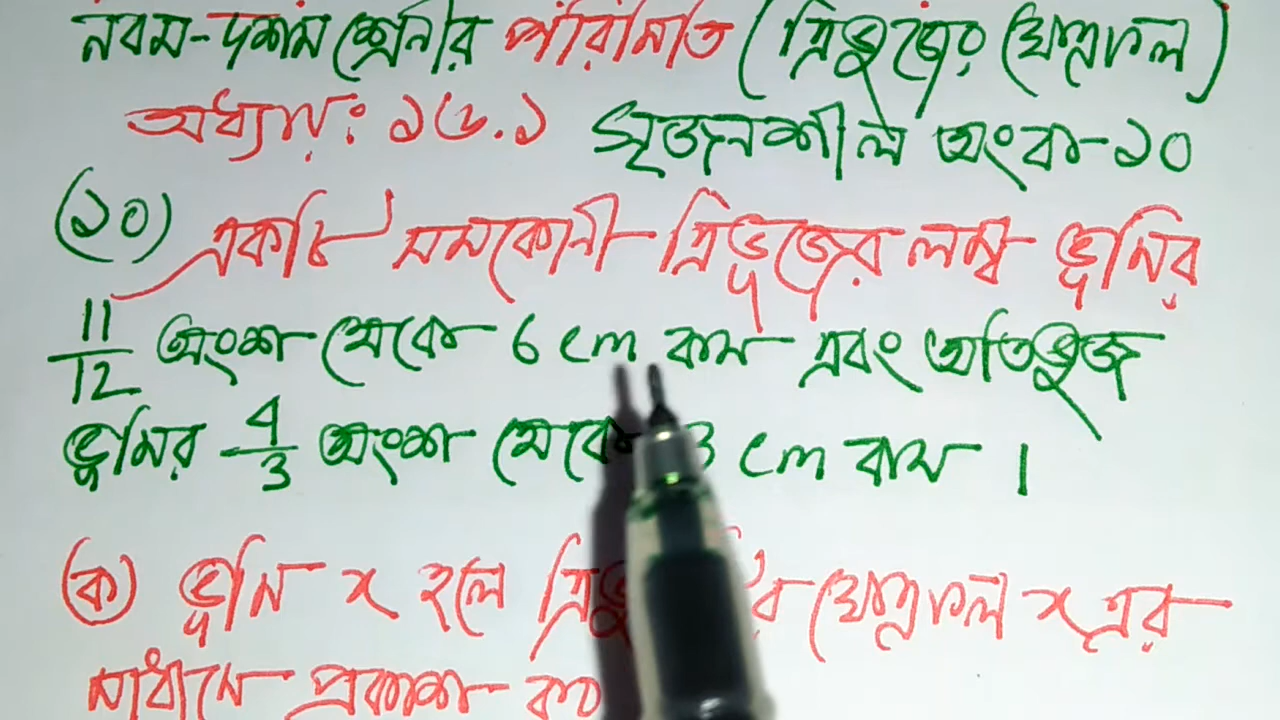 নবম-দশম শ্রেনীর পরিমিতি (ত্রিভুজের ক্ষেত্রফল)
অধ্যায়: ১৬.১ সৃজনশীল অংক-১০
(১০) একটি সমকোনী ত্রিভূজের লম্ব ভূমির
11/12 অংশ থেকে 6 cm কম এবং অতিভুজ
ভূমির 4/3 অংশ থেকে 3 cm কম ।
(ক) ভূমি x হলে ক্ষেত্রফল x এর
মাধ্যমে প্রকাশ